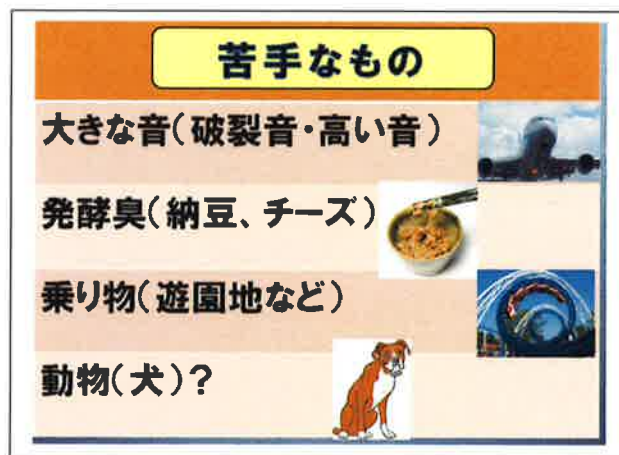 苦手なもの
大きな音(破裂音・高い音)
発酵臭(納豆、チーズ)
乗り物(遊園地など)
動物(犬)?